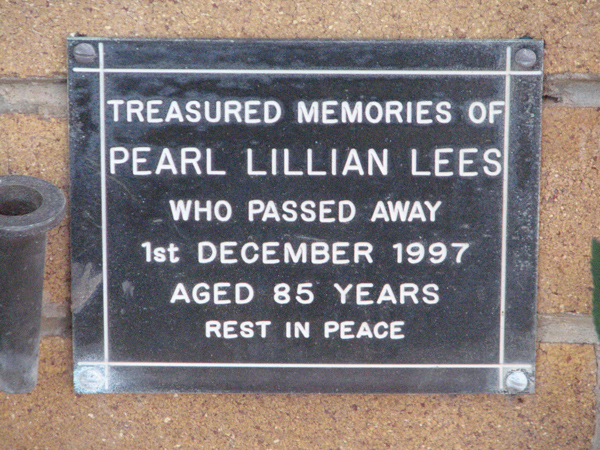 TREASURED MEMORIES OF
PEARL LILLIAN LEES
WHO PASSED AWAY
1st DECEMBER 1997
AGED 85 YEARS
REST IN PEACE